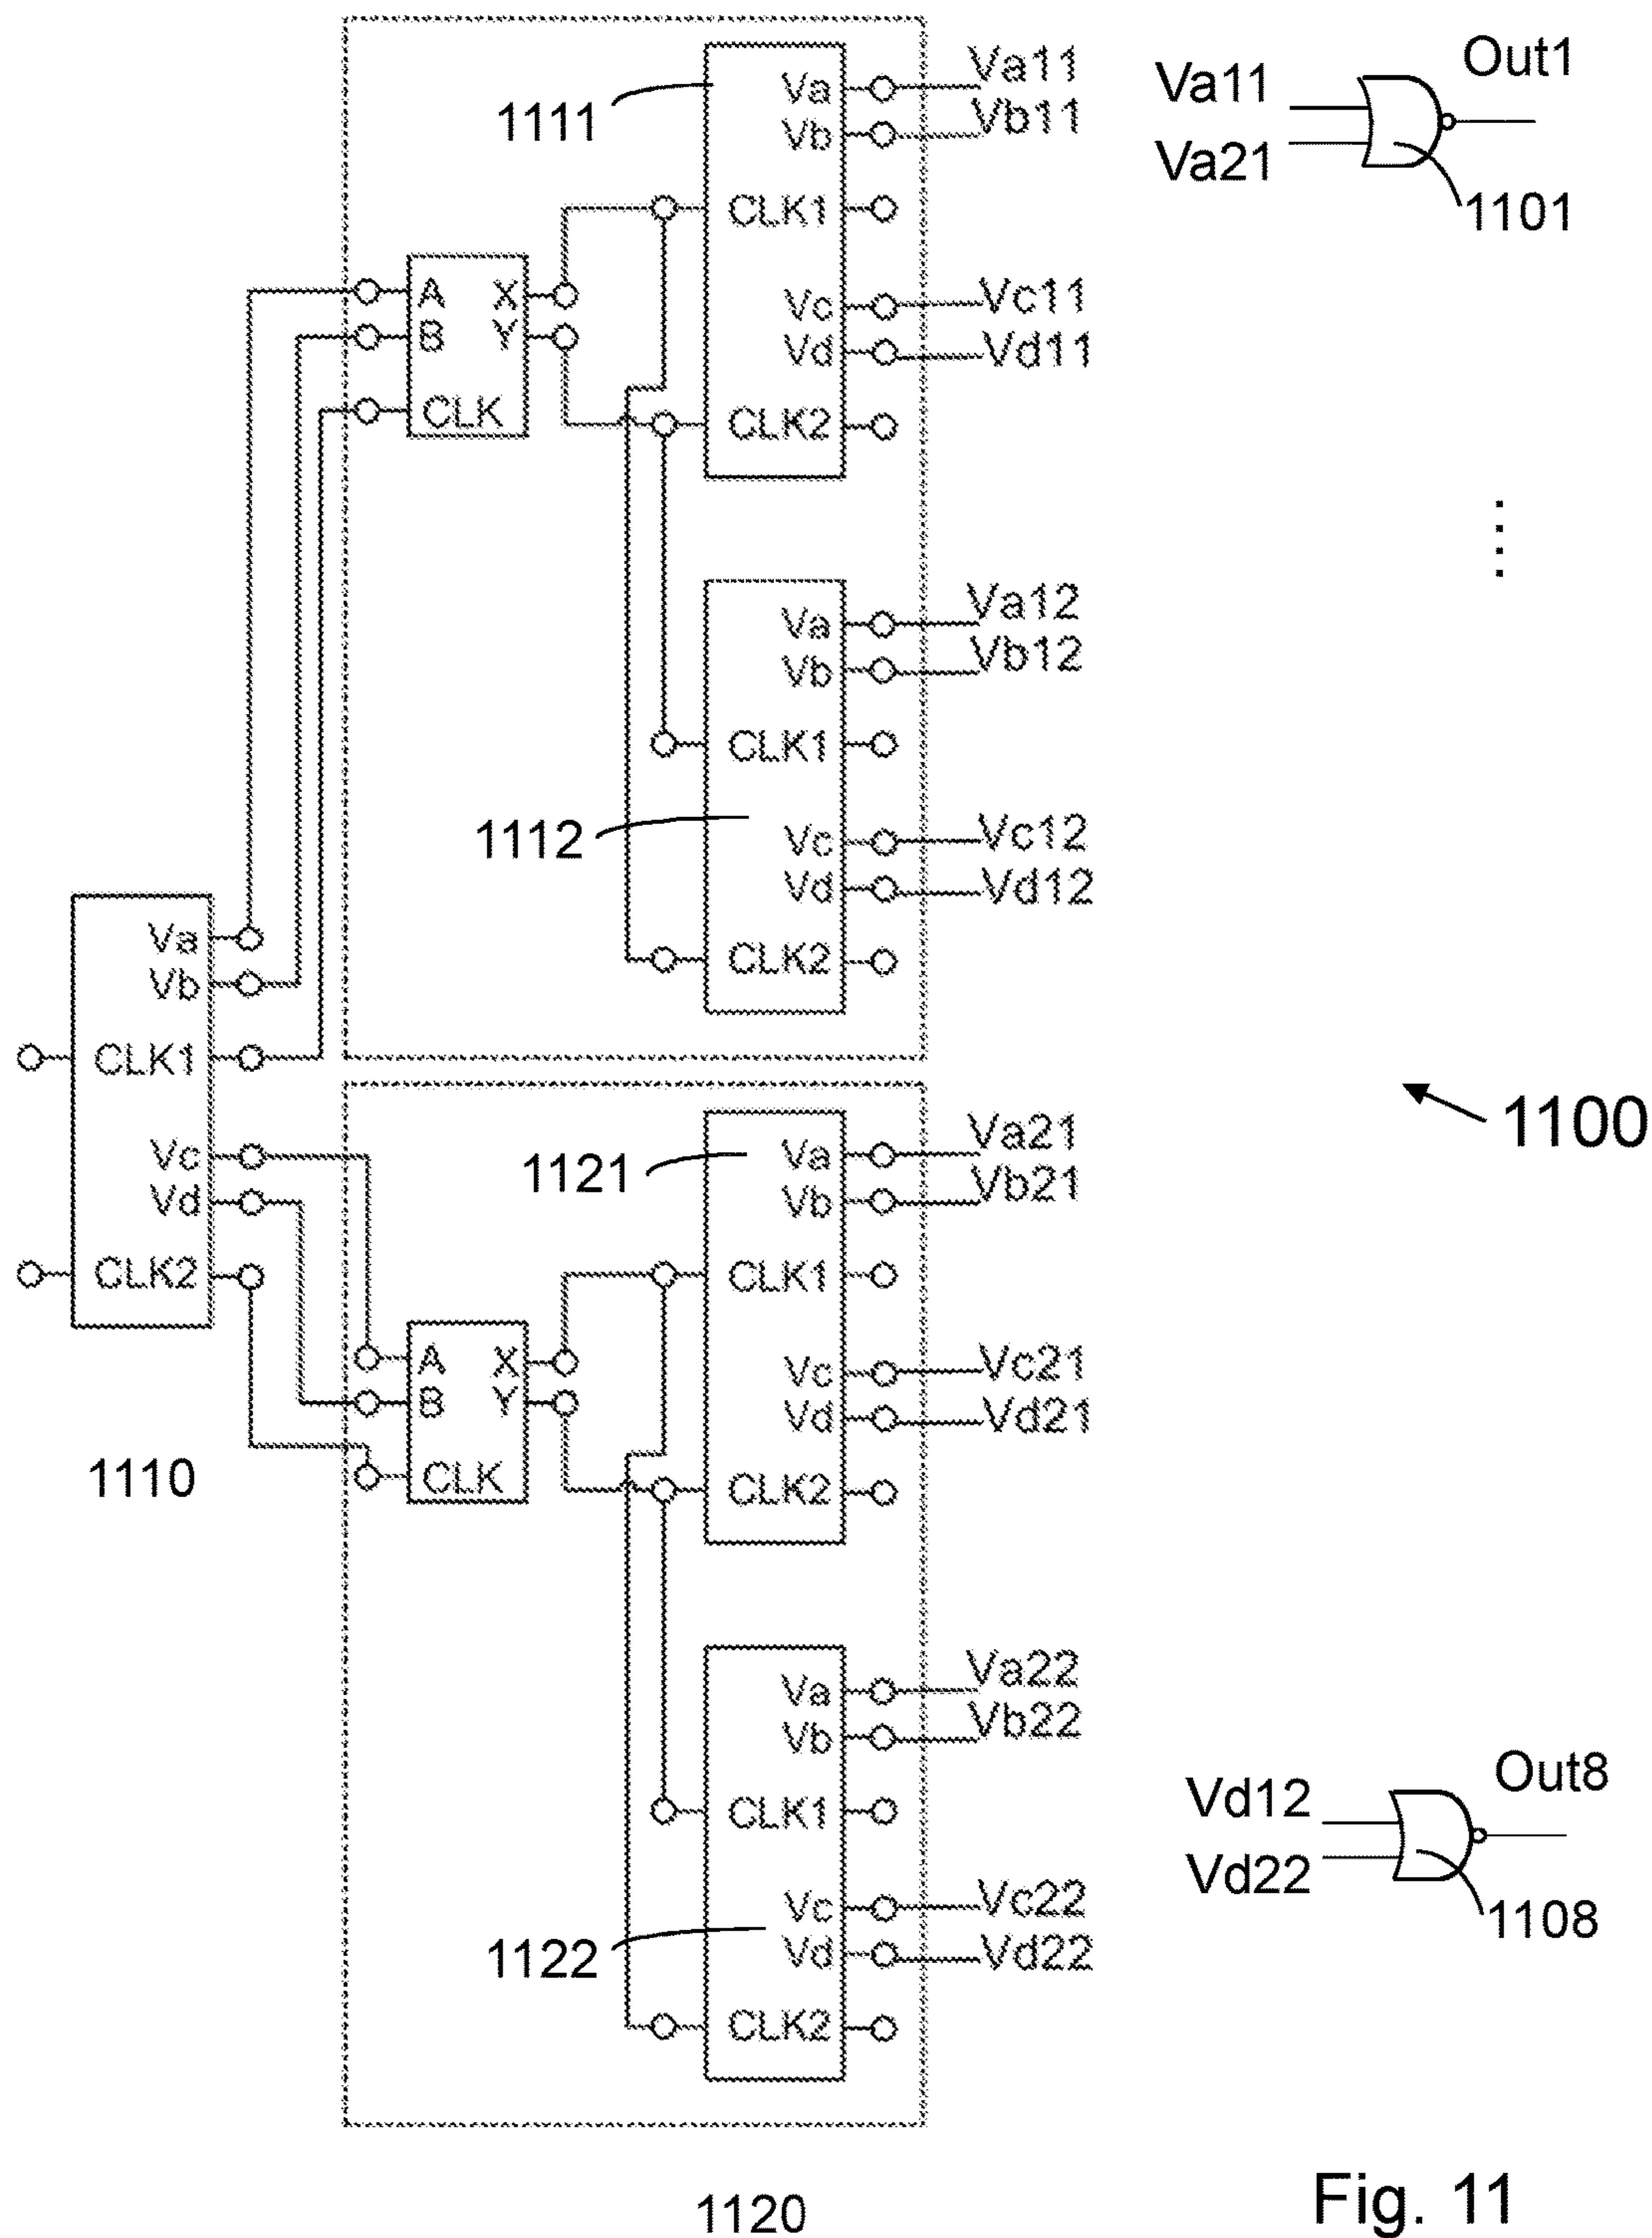 1111
Va
Va11
Vb
Vb11
CLK1
Vc
Vc11
Vd
Vd11
CLK2
A
X
B
Y
CLK
Va11
Va21
Out1
1101
1112
Va
Va12
Vb
Vb12
CLK1
Vc
Vc12
Vd
Vd12
CLK2
Va
Vb
CLK1
Vc
Vd
CLK2
1110
1100
1121
Va
Va21
Vb
Vb21
CLK1
Vc
Vc21
Vd
Vd21
CLK2
A
X
B
Y
CLK
1122
Va
Va22
Vb
Vb22
CLK1
Vc
Vc22
Vd
Vd22
CLK2
Vd12
Vd22
Out8
1108
1120
Fig. 11